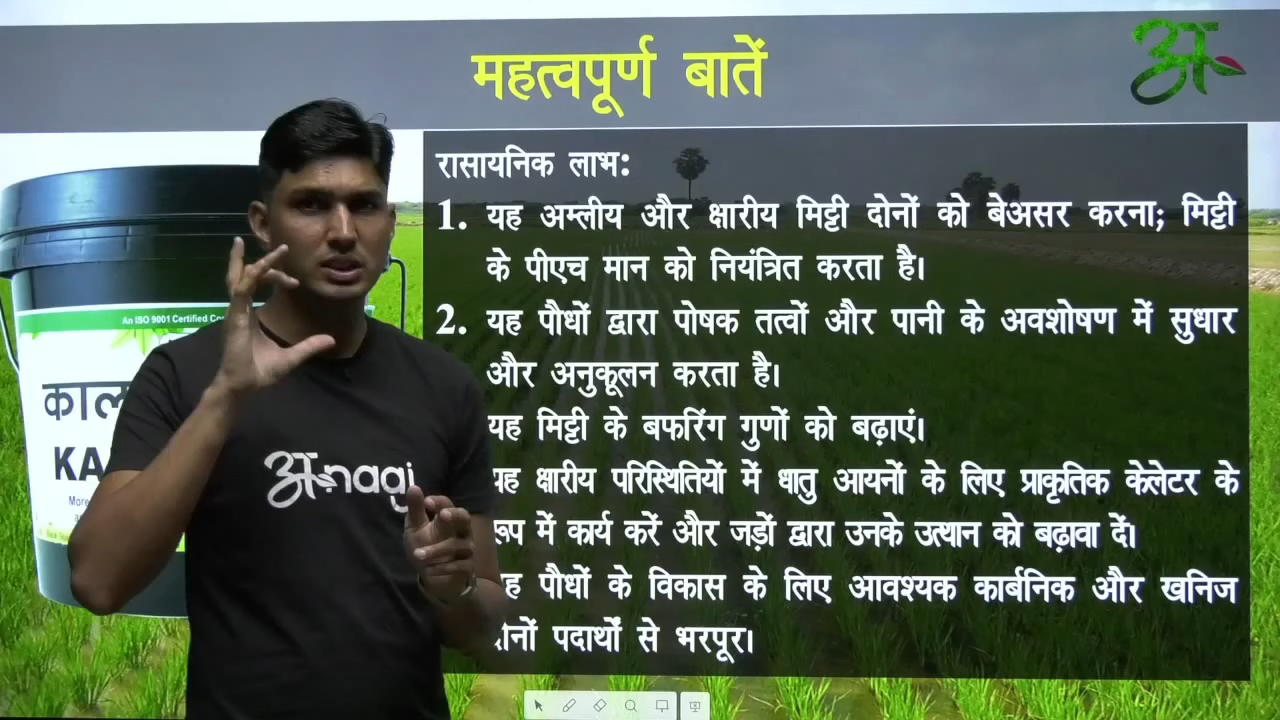 महत्वपूर्ण बातें
अ
रासायनिक लाभ:
1. यह अम्लीय और क्षारीय मिट्टी दोनों को बेअसर करना; मिट्टी
के पीएच मान को नियंत्रित करता है।
2. यह पौधों द्वारा पोषक तत्वों और पानी के अवशोषण में सुधार
और अनुकूलन करता है।
यह मिट्टी के बफरिंग गुणों को बढ़ाएं।
यह क्षारीय परिस्थितियों में धातु आयनों के लिए प्राकृतिक केलेटर के
रूप में कार्य करें और जड़ों द्वारा उनके उत्थान को बढ़ावा दें।
पौधों के विकास के लिए आवश्यक कार्बनिक और खनिज
दोनों पदार्थों से भरपूर।
An ISO 9001 Certified
KA
More
अnagi